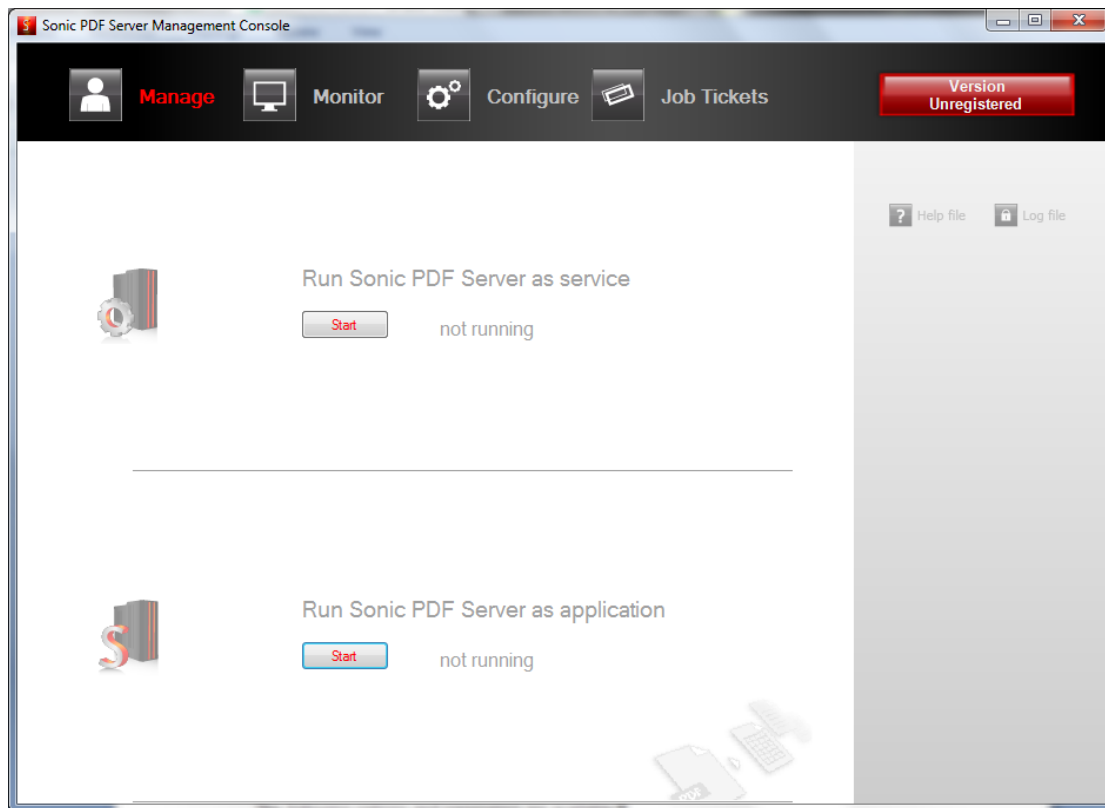 Sonic PDF Server Management Console
Manage Monitor Configure Job Tickets
Version
Unregistered
Help file Log file
Run Sonic PDF Server as service
Start not running
Run Sonic PDF Server as application
Start not running
PDF